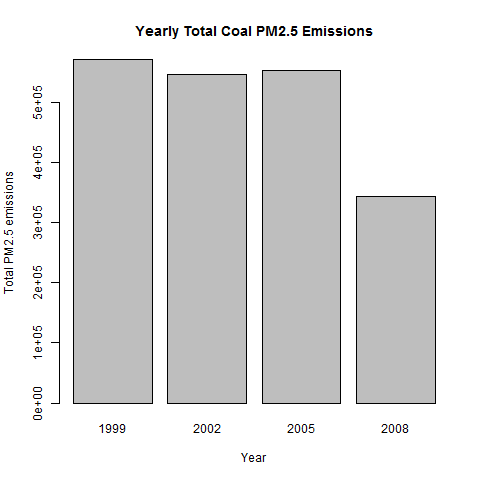 Yearly Total Coal PM2.5 Emissions
Total PM2.5 emissions
5e+05
4e+05
3e+05
2e+05
1e+05
0e+00
1999 2002 2005 2008
Year